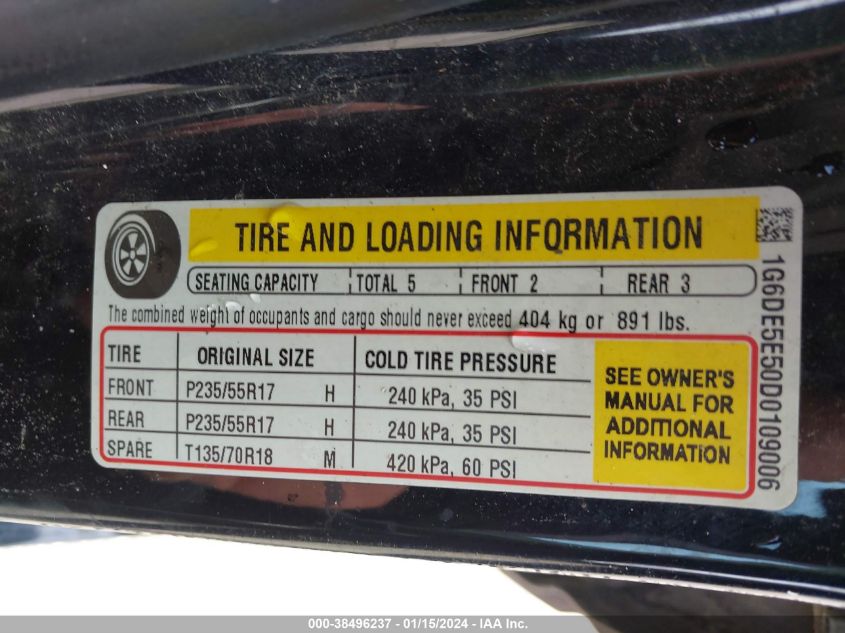 TIRE AND LOADING INFORMATION
SEATING CAPACITY TOTAL 5 FRONT 2 REAR 3
The combined weight of occupants and cargo should never exceed 404 kg or 891 lbs.
TIRE ORIGINAL SIZE COLD TIRE PRESSURE
FRONT P235/55R17 H 240 kPa, 35 PSI
REAR P235/55R17 H 240 kPa, 35 PSI
SPARE T135/70R18 M 420 kPa, 60 PSI
SEE OWNER'S
MANUAL FOR
ADDITIONAL
INFORMATION
1G6DE5E50D0109006
000-38496237 - 01/15/2024 - IAA Inc.